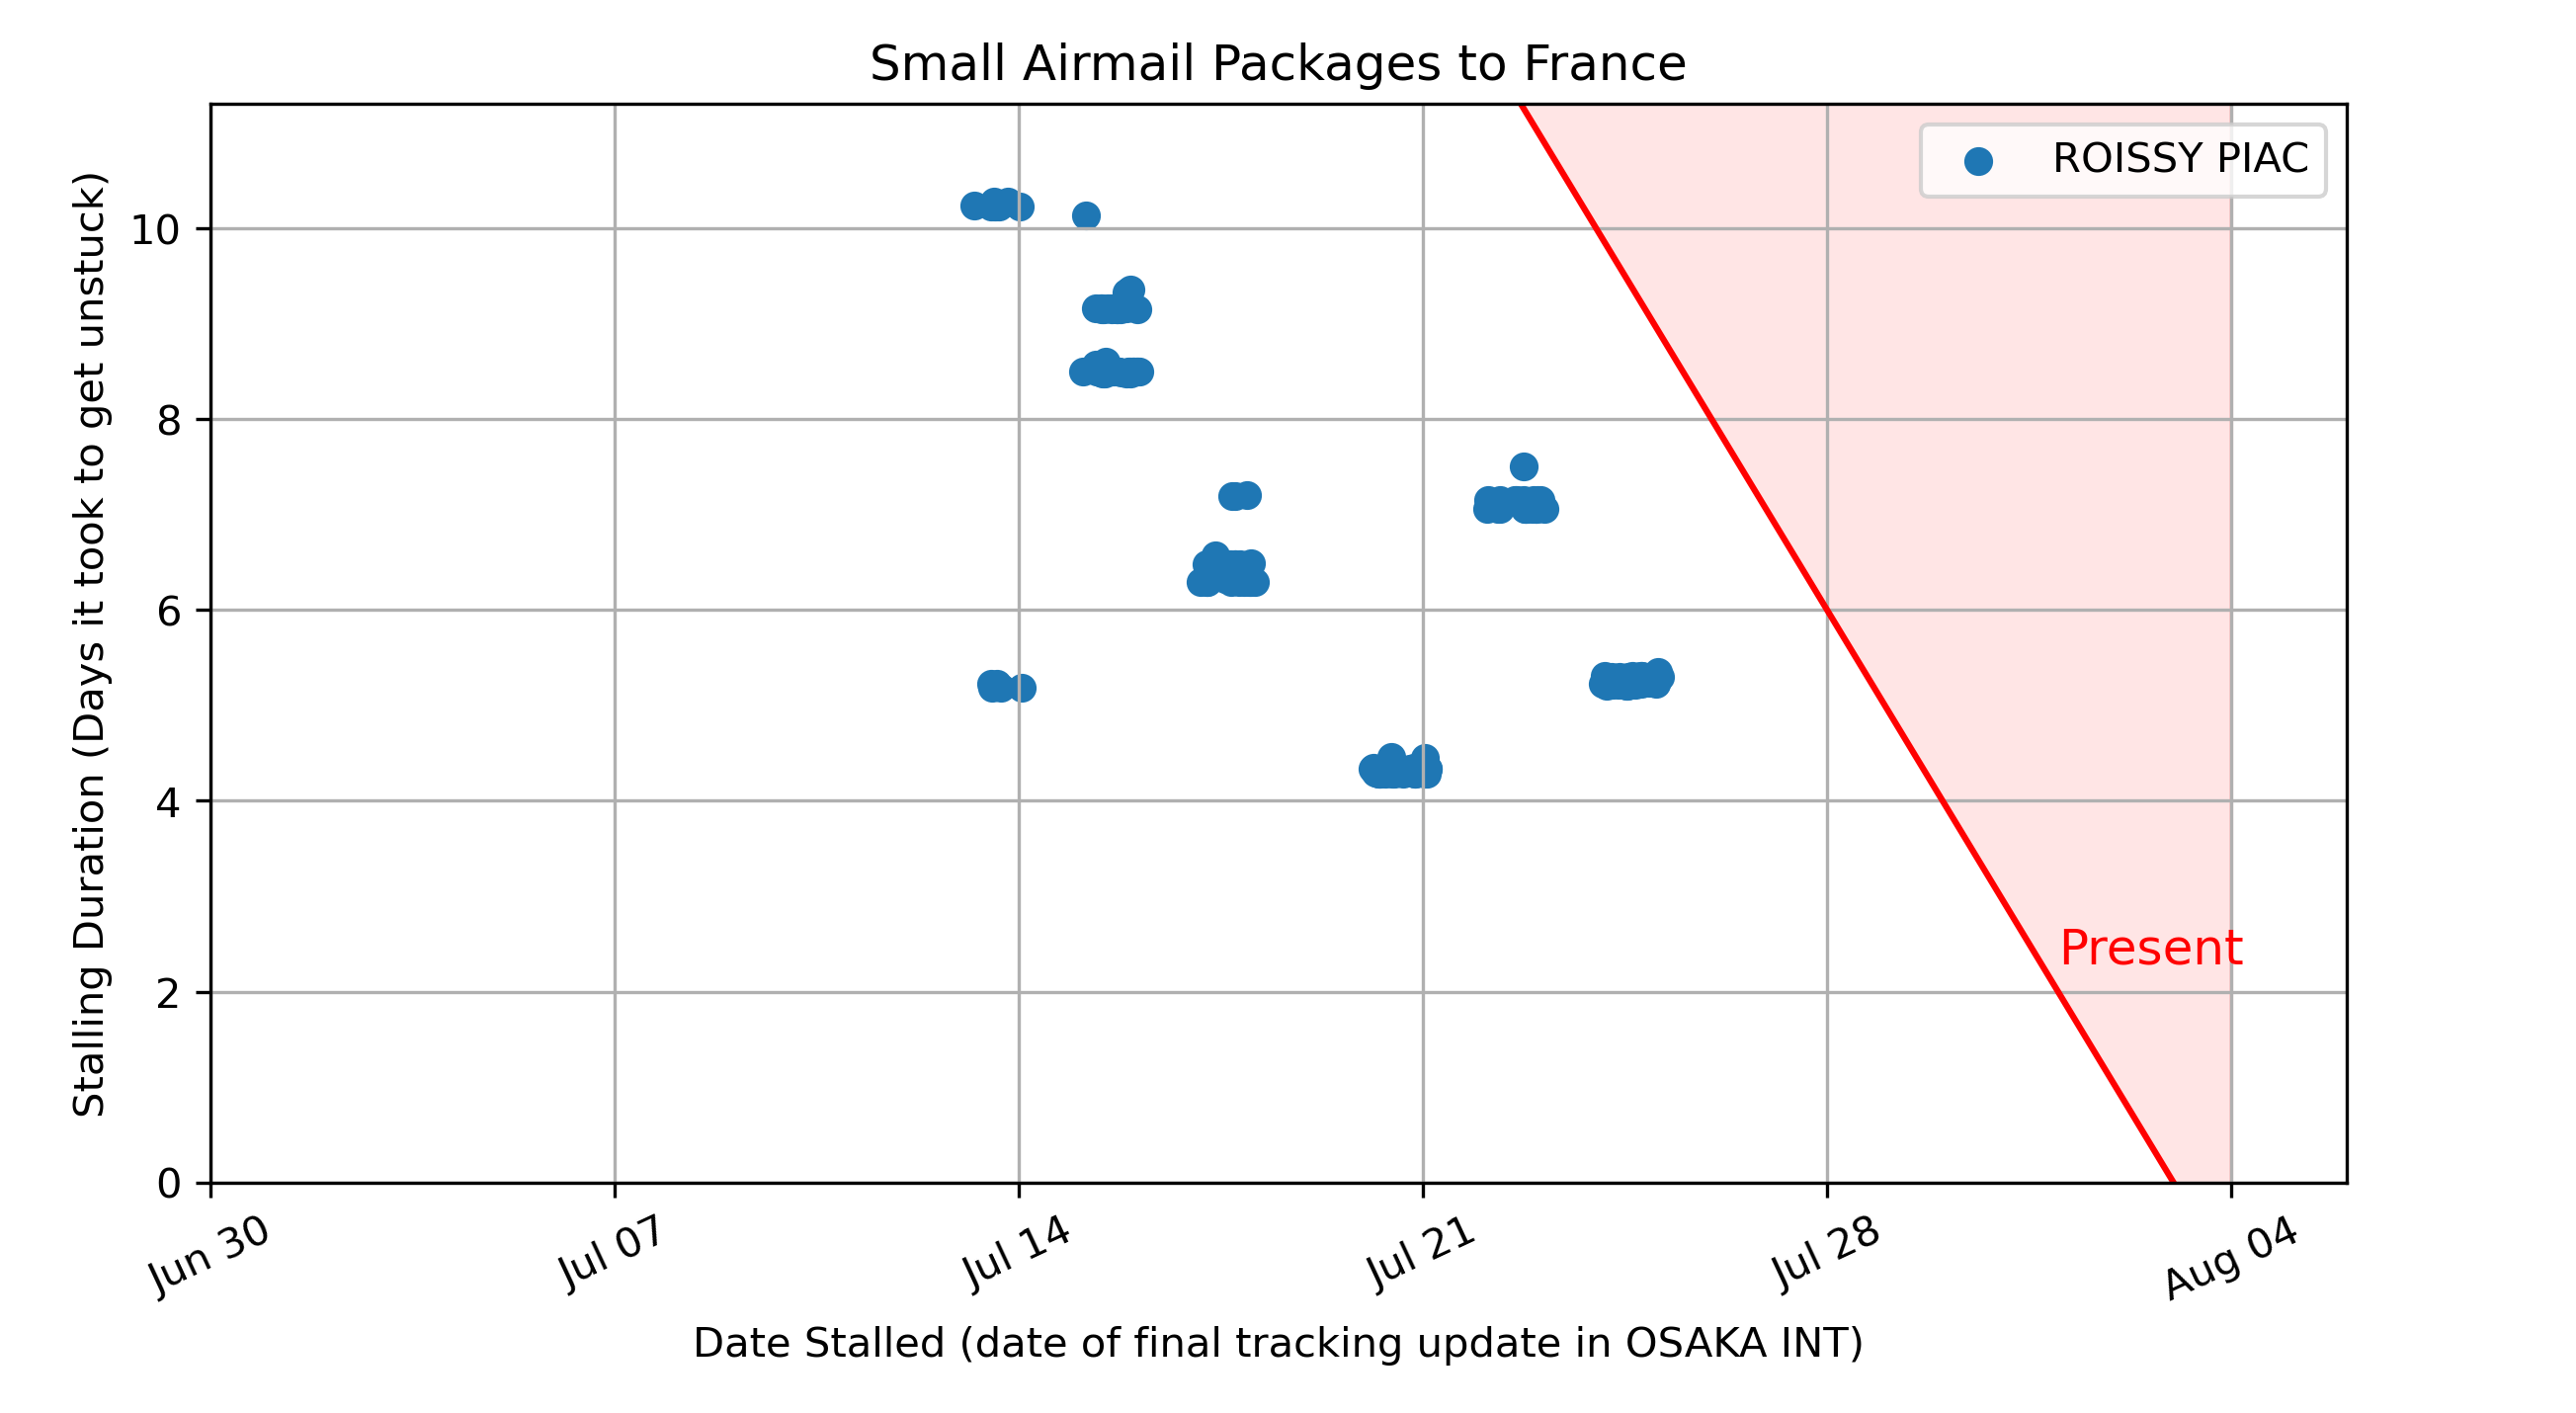 Small Airmail Packages to France
ROISSY PIAC
Stalling Duration (Days it took to get unstuck)
10
8
6
4
2
0
Present
Jun 30
Jul 07
Jul 14
Jul 21
Jul 28
Aug 04
Date Stalled (date of final tracking update in OSAKA INT)